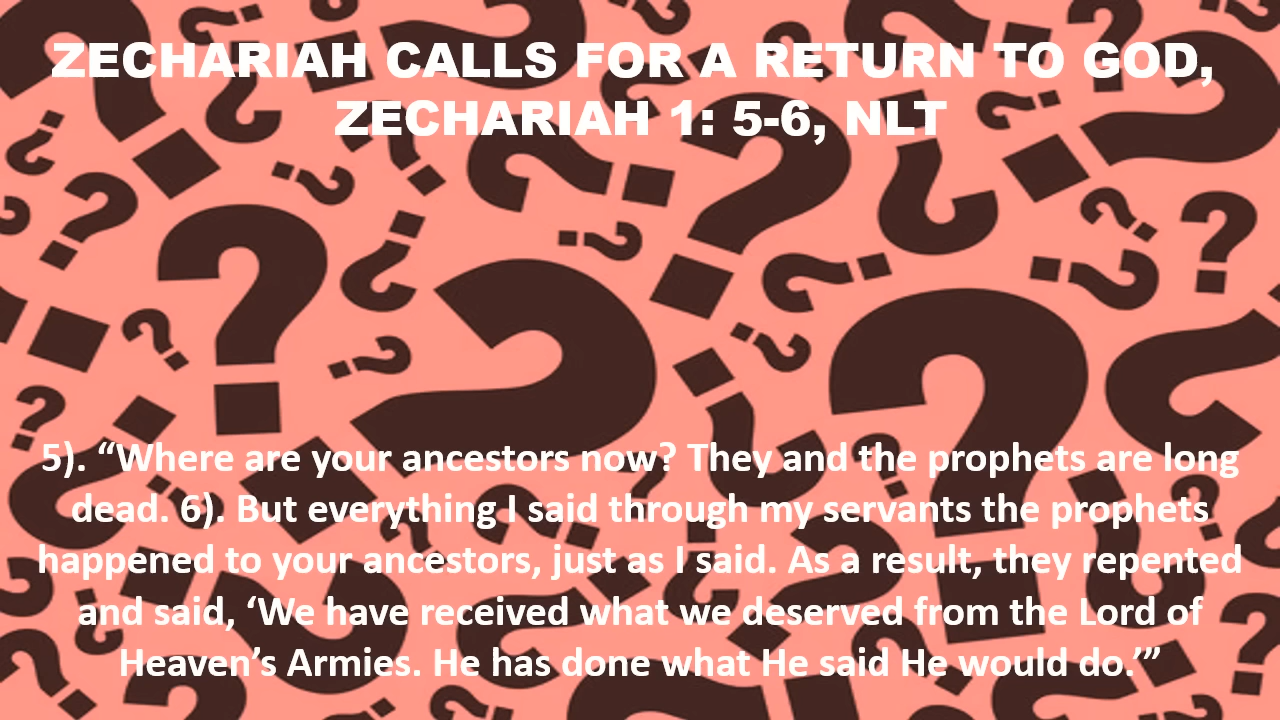 ZECHARIAH CALLS FOR A RETURN TO GOD,
ZECHARIAH 1: 5-6, NLT
5). “Where are your ancestors now? They and the prophets are long
dead. 6). But everything I said through my servants the prophets
happened to your ancestors, just as I said. As a result, they repented
and said, ‘We have received what we deserved from the Lord of
Heaven’s Armies. He has done what He said He would do.’”